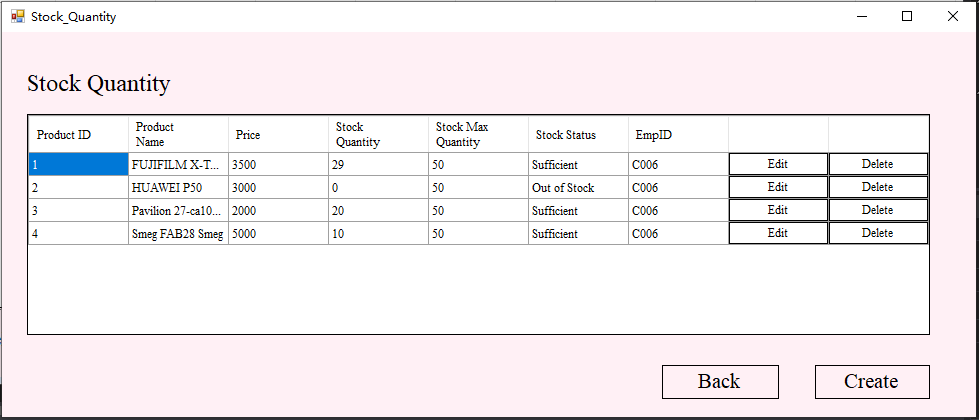 Stock_Quantity
Stock Quantity
Product ID Product Name Price Stock Quantity Stock Max Quantity Stock Status EmpID
1 FUJIFILM X-T... 3500 29 50 Sufficient C006 Edit Delete
2 HUAWEI P50 3000 0 50 Out of Stock C006 Edit Delete
3 Pavilion 27-ca10... 2000 20 50 Sufficient C006 Edit Delete
4 Smeg FAB28 Smeg 5000 10 50 Sufficient C006 Edit Delete
Back Create